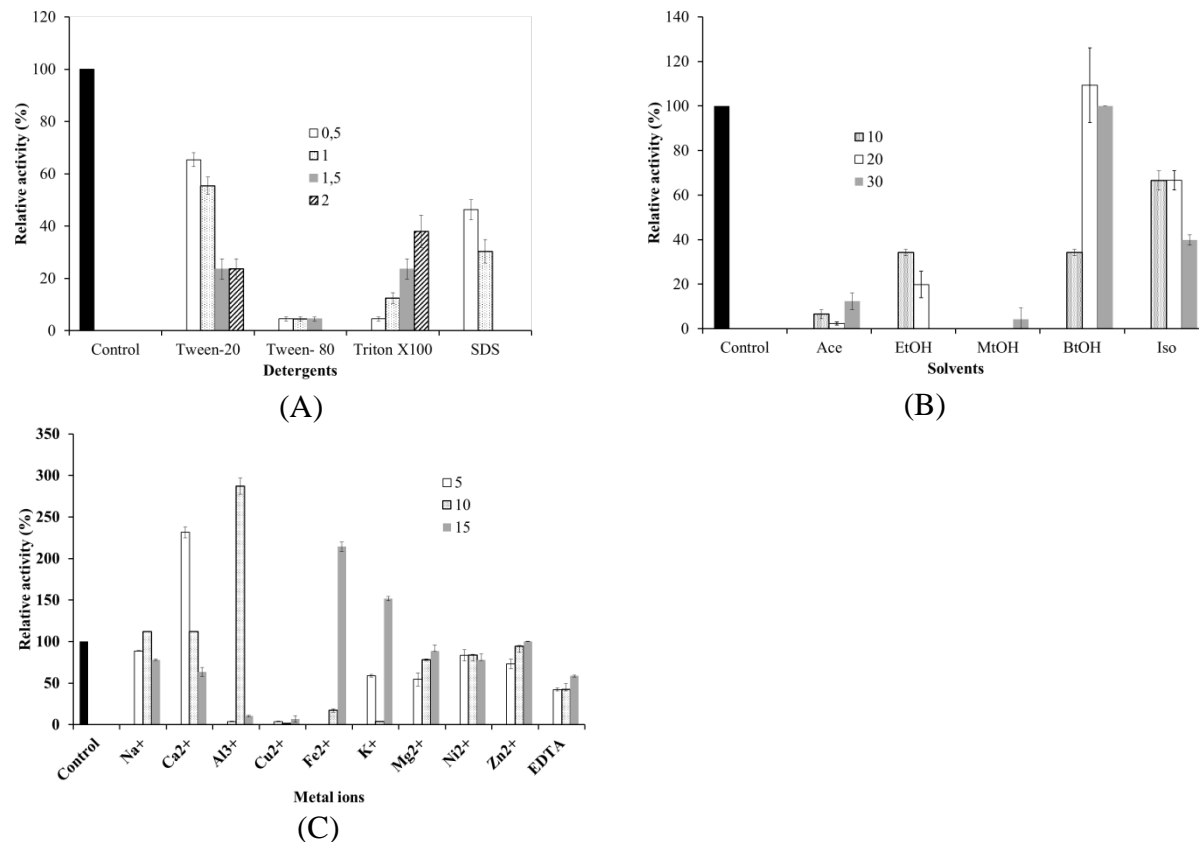 120
100
80
60
40
20
0
Relative activity (%)
0,5
1
1,5
2
Control Tween-20 Tween- 80 Triton X100 SDS
Detergents
(A)
140
120
100
80
60
40
20
0
Relative activity (%)
10
20
30
Control Ace EtOH MtOH BtOH Iso
Solvents
(B)
350
300
250
200
150
100
50
0
Relative activity (%)
5
10
15
Control Na+ Ca2+ Al3+ Cu2+ Fe2+ K+ Mg2+ Ni2+ Zn2+ EDTA
Metal ions
(C)